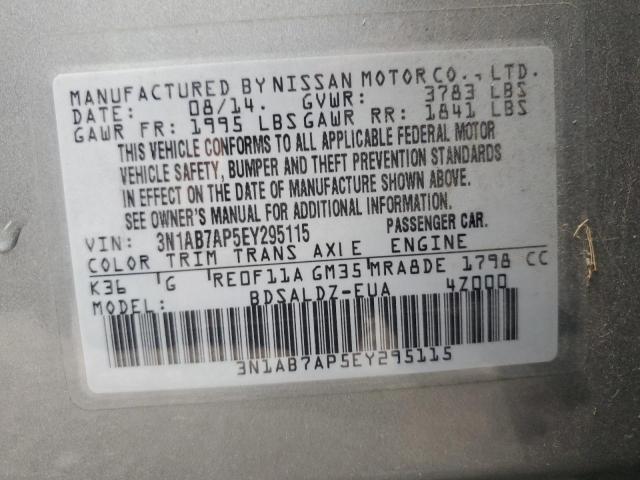 MANUFACTURED BY NISSAN MOTOR CO., LTD.
DATE: 08/14. GVWR: 3783 LBS
GAWR FR: 1995 LBS GAWR RR: 1841 LBS
THIS VEHICLE CONFORMS TO ALL APPLICABLE FEDERAL MOTOR
VEHICLE SAFETY, BUMPER AND THEFT PREVENTION STANDARDS
IN EFFECT ON THE DATE OF MANUFACTURE SHOWN ABOVE.
SEE OWNER'S MANUAL FOR ADDITIONAL INFORMATION.
VIN: 3N1AB7AP5EY295115 PASSENGER CAR.
COLOR TRIM TRANS AXLE ENGINE
K36 G RE0F11A GM35 MRA8DE 1798 CC
MODEL: BDSALDZ-EUA 4Z000
3N1AB7AP5EY295115